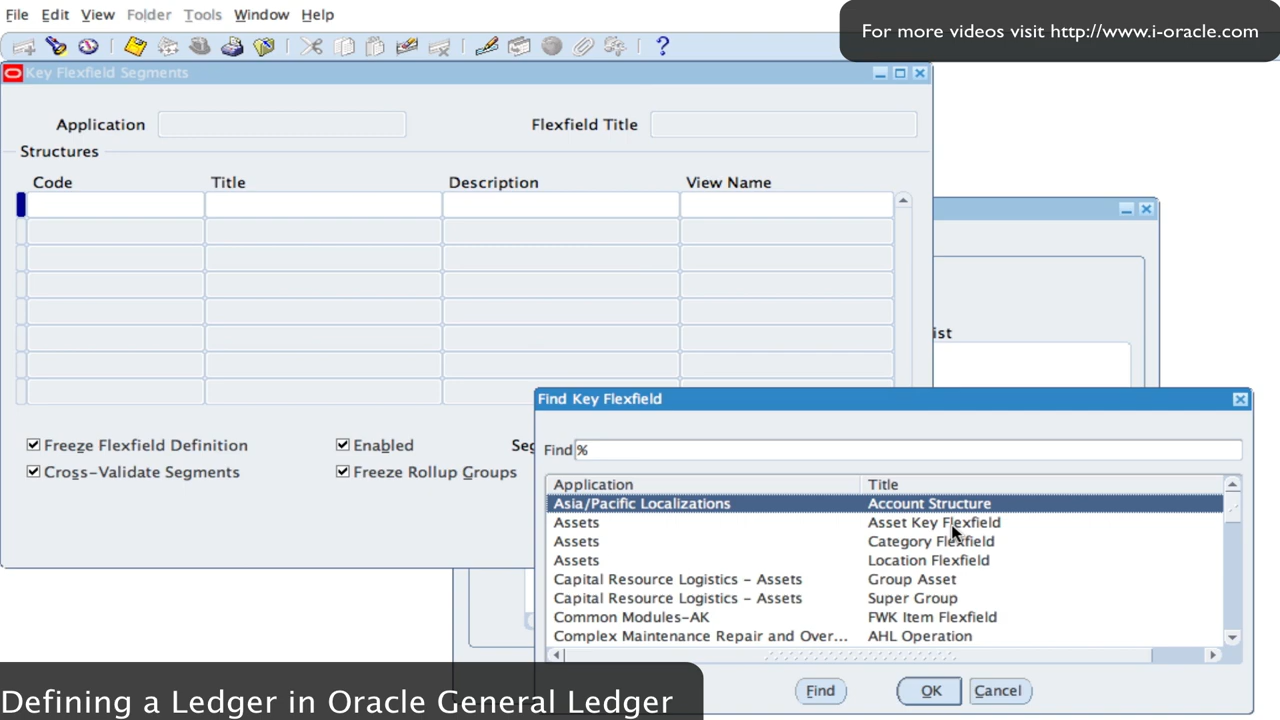 File Edit View Folder Tools Window Help
For more videos visit http://www.i-oracle.com
Key Flexfield Segments
Application
Flexfield Title
Structures
Code Title Description View Name
ist
Freeze Flexfield Definition
Enabled
Seg
Cross-Validate Segments
Freeze Rollup Groups
Find Key Flexfield
Find %
Application Title
Asia/Pacific Localizations Account Structure
Assets Asset Key Flexfield
Assets Category Flexfield
Assets Location Flexfield
Capital Resource Logistics - Assets Group Asset
Capital Resource Logistics - Assets Super Group
Common Modules-AK FWK Item Flexfield
Complex Maintenance Repair and Over... AHL Operation
Find OK Cancel
Defining a Ledger in Oracle General Ledger